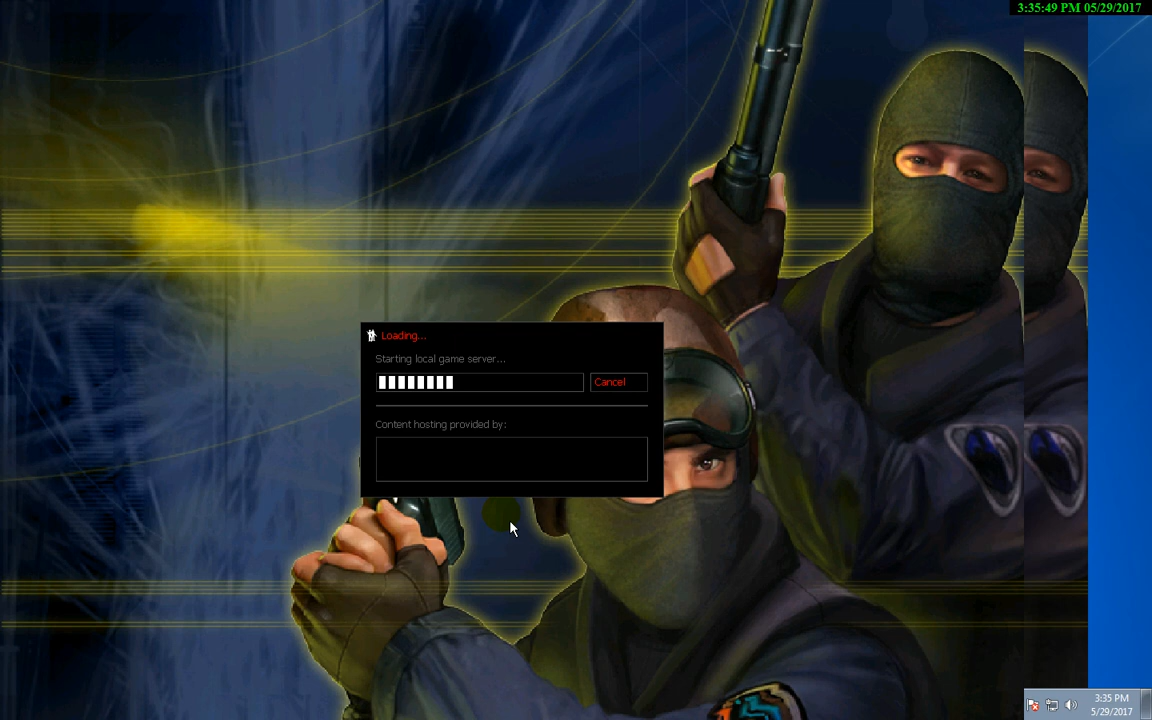 3:35:49 PM 05/29/2017
Loading...
Starting local game server...
Cancel
Content hosting provided by:
3:35 PM
5/29/2017